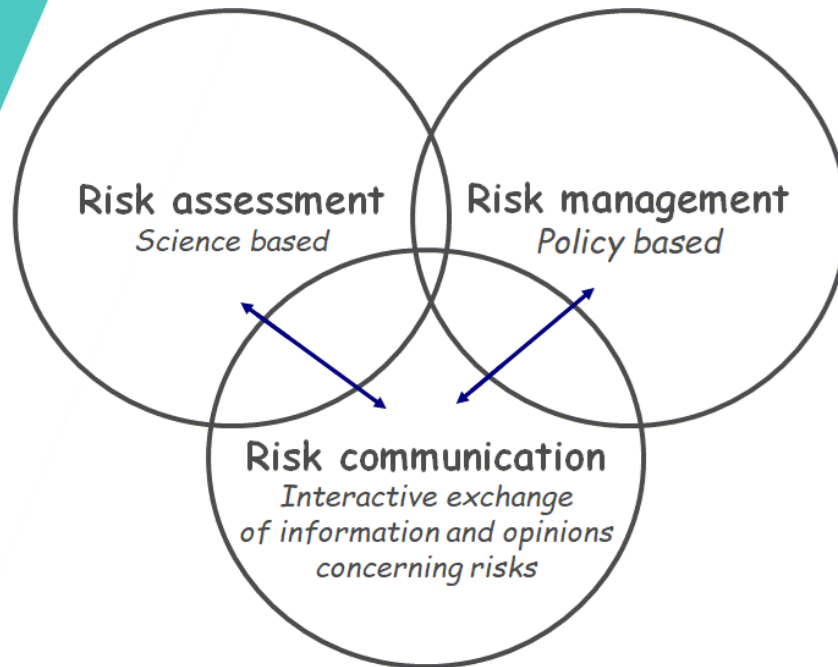 Risk assessment
Science based
Risk management
Policy based
Risk communication
Interactive exchange
of information and opinions
concerning risks